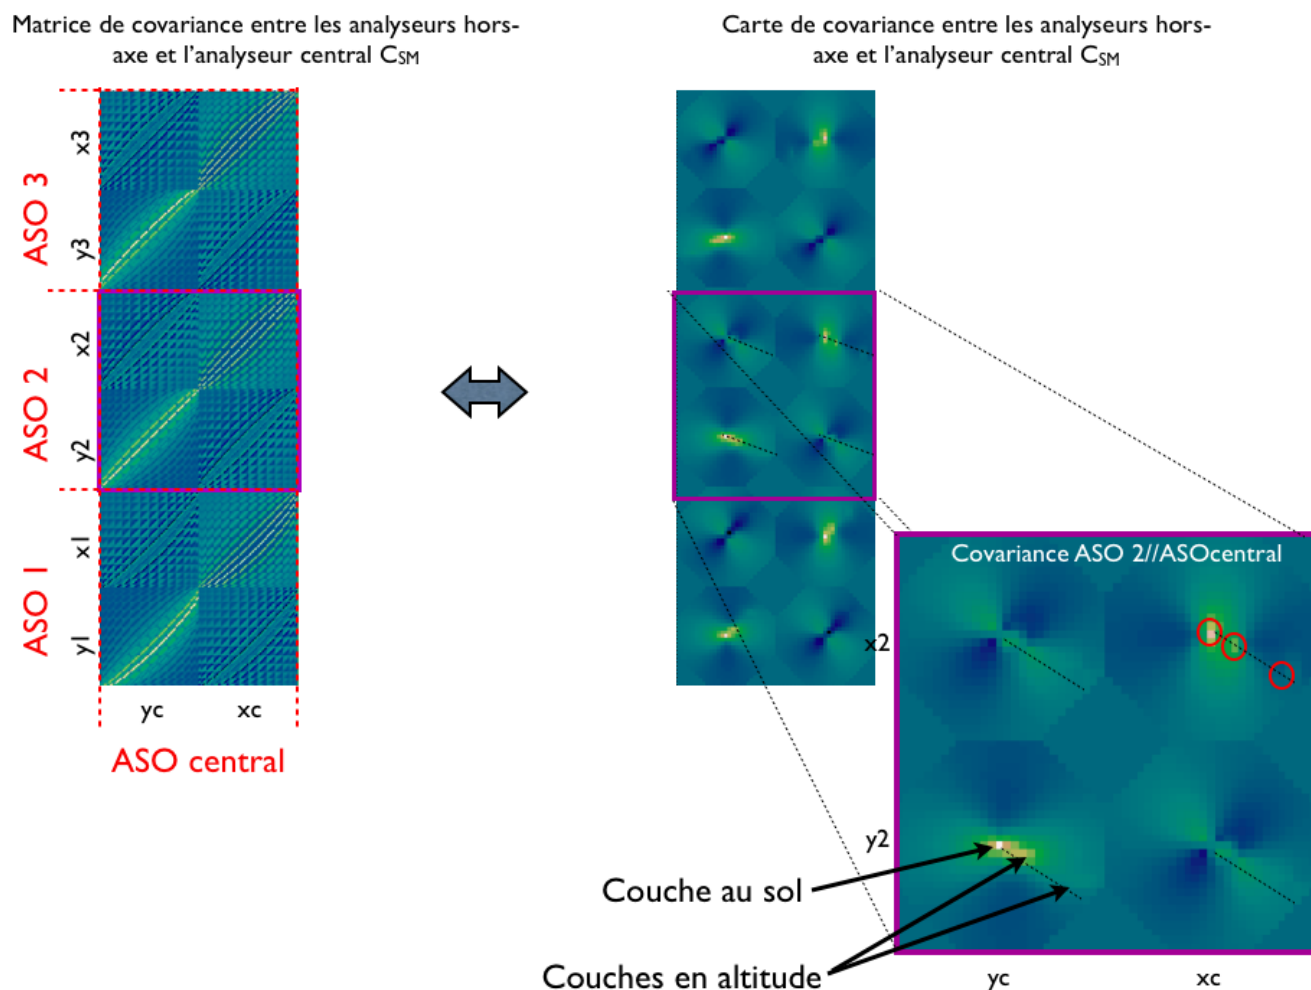 Matrice de covariance entre les analyseurs hors-
axe et l'analyseur central CSM
Carte de covariance entre les analyseurs hors-
axe et l'analyseur central CSM
ASO 3
x3
y3
ASO 2
x2
y2
ASO 1
x1
y1
yc
xc
ASO central
Covariance ASO 2//ASOcentral
x2
y2
Couche au sol
Couches en altitude
yc
xc